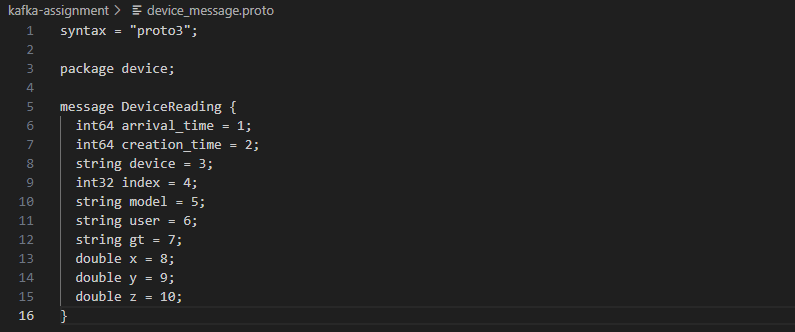 kafka-assignment > device_message.proto
1 syntax = "proto3";
2
3 package device;
4
5 message DeviceReading {
6   int64 arrival_time = 1;
7   int64 creation_time = 2;
8   string device = 3;
9   int32 index = 4;
10   string model = 5;
11   string user = 6;
12   string gt = 7;
13   double x = 8;
14   double y = 9;
15   double z = 10;
16 }